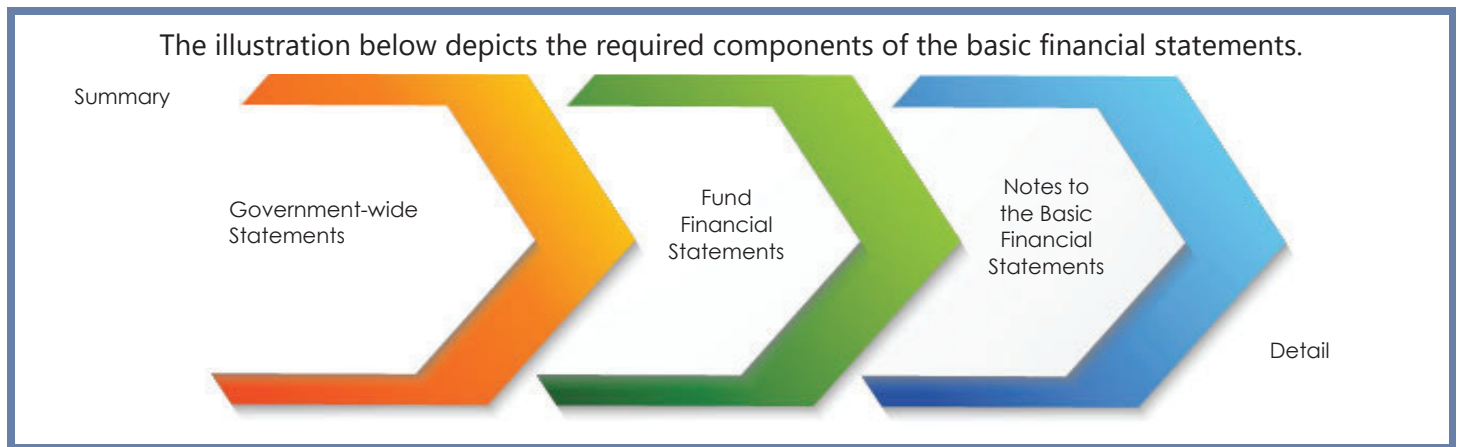 The illustration below depicts the required components of the basic financial statements.
Summary
Government-wide
Statements
Fund
Financial
Statements
Notes to
the Basic
Financial
Statements
Detail